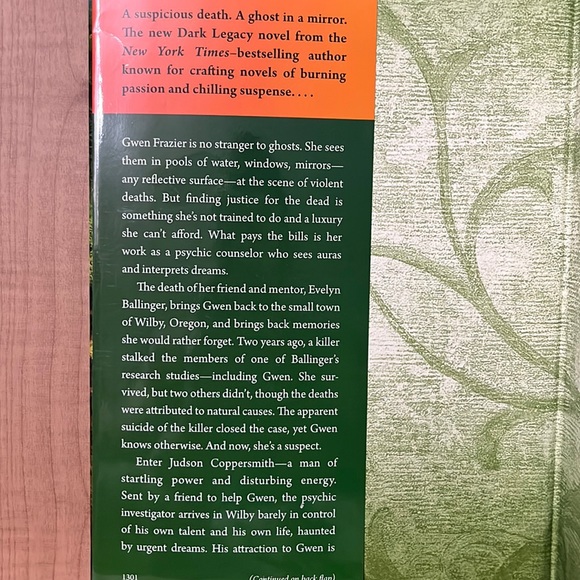 A suspicious death. A ghost in a mirror.
The new Dark Legacy novel from the
New York Times–bestselling author
known for crafting novels of burning
passion and chilling suspense. . . .
Gwen Frazier is no stranger to ghosts. She sees
them in pools of water, windows, mirrors—
any reflective surface—at the scene of violent
deaths. But finding justice for the dead is
something she's not trained to do and a luxury
she can't afford. What pays the bills is her
work as a psychic counselor who sees auras
and interprets dreams.
The death of her friend and mentor, Evelyn
Ballinger, brings Gwen back to the small town
of Wilby, Oregon, and brings back memories
she would rather forget. Two years ago, a killer
stalked the members of one of Ballinger's
research studies—including Gwen. She sur-
vived, but two others didn't, though the deaths
were attributed to natural causes. The apparent
suicide of the killer closed the case, yet Gwen
knows otherwise. And now, she's a suspect.
Enter Judson Coppersmith—a man of
startling power and disturbing energy.
Sent by a friend to help Gwen, the psychic
investigator arrives in Wilby barely in control
of his own talent and his own life, haunted
by urgent dreams. His attraction to Gwen is
1301 (Continued on back flap)